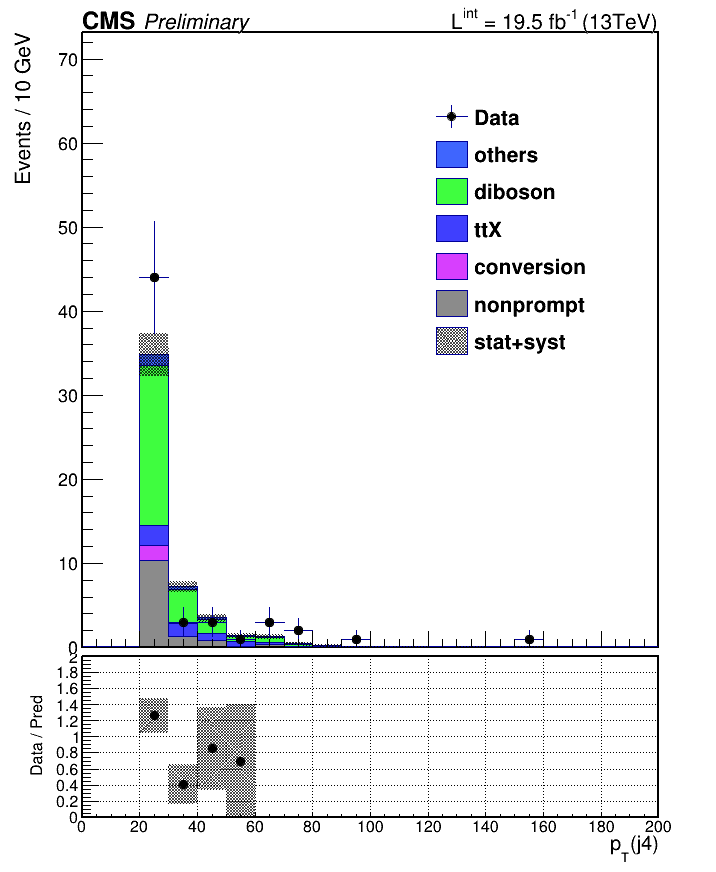 CMS Preliminary L^int = 19.5 fb^-1 (13TeV)
Events / 10 GeV
70
60
50
40
30
20
10
0
Data
others
diboson
ttX
conversion
nonprompt
stat+syst
Data / Pred
2
1.8
1.6
1.4
1.2
1
0.8
0.6
0.4
0.2
0
0 20 40 60 80 100 120 140 160 180 200
p_T(j4)